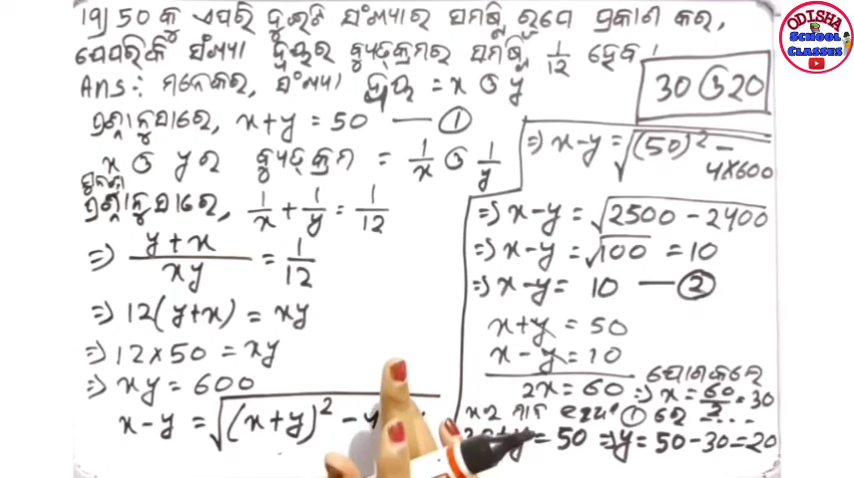 19) 50 କୁ ଏପରି ଦୁଇଟି ସଂଖ୍ୟାର ସମଷ୍ଟି ରୂପେ ପ୍ରକାଶ କର,
ଯେପରିକି ସଂଖ୍ୟା ଦ୍ୱୟର ବ୍ୟୁତ୍କ୍ରମର ସମଷ୍ଟି 1/12 ହେବ ।
Ans: ମନେକର, ସଂଖ୍ୟା ଦ୍ୱୟ = x ଓ y
ପ୍ରଶ୍ନାନୁସାରେ, x+y = 50 — ①
x ଓ y ର ବ୍ୟୁତ୍କ୍ରମ = 1/x ଓ 1/y
ପୁନଶ୍ଚ
ପ୍ରଶ୍ନାନୁସାରେ, 1/x + 1/y = 1/12
=> (y+x)/xy = 1/12
=> 12(y+x) = xy
=> 12×50 = xy
=> xy = 600
x-y = √(x+y)² - 4
30 ଓ 20
=> x-y = √(50)² - 4×600
=> x-y = √2500 - 2400
=> x-y = √100 = 10
=> x-y = 10 — ②
x+y = 50
x-y = 10
ଯୋଗକଲେ
2x = 60 => x = 60/2 = 30
x ର ମାନ ① ରେ ....
= 50 => y = 50-30 = 20
ODISHA
SCHOOL
CLASSES